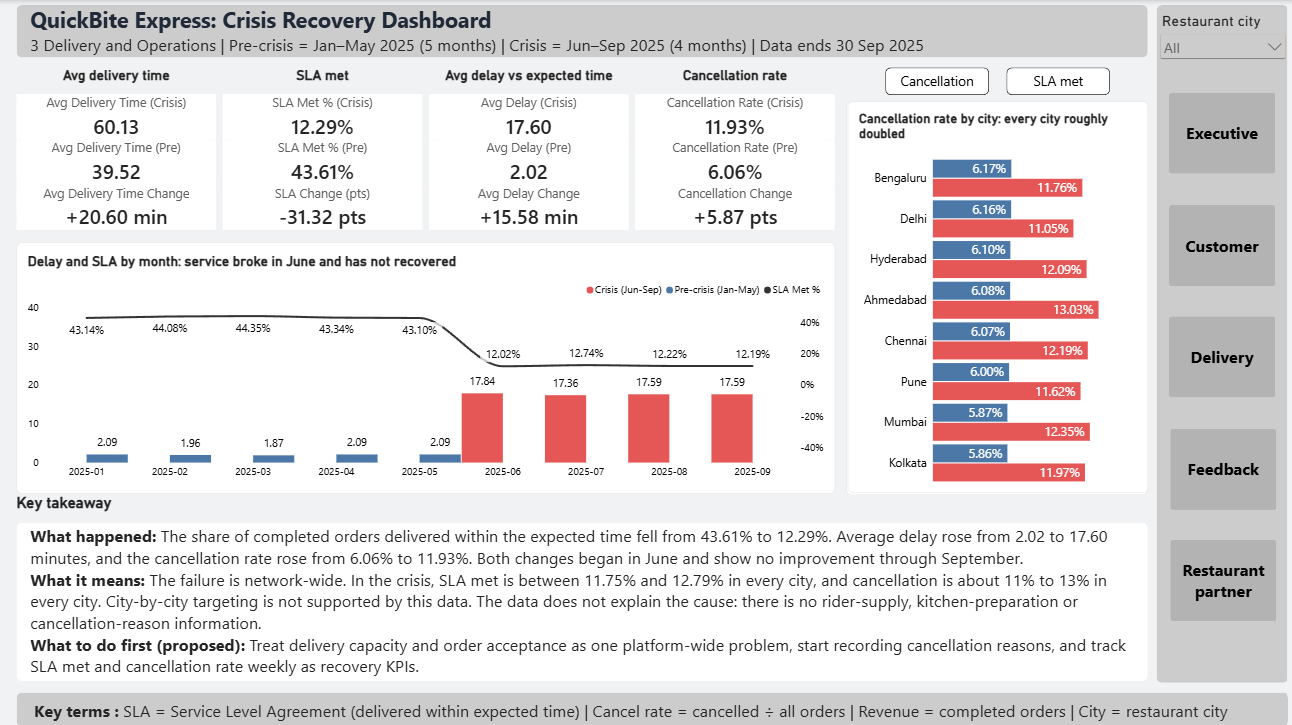 QuickBite Express: Crisis Recovery Dashboard
3 Delivery and Operations | Pre-crisis = Jan–May 2025 (5 months) | Crisis = Jun–Sep 2025 (4 months) | Data ends 30 Sep 2025
Restaurant city
All
Avg delivery time
Avg Delivery Time (Crisis)
60.13
Avg Delivery Time (Pre)
39.52
Avg Delivery Time Change
+20.60 min
SLA met
SLA Met % (Crisis)
12.29%
SLA Met % (Pre)
43.61%
SLA Change (pts)
-31.32 pts
Avg delay vs expected time
Avg Delay (Crisis)
17.60
Avg Delay (Pre)
2.02
Avg Delay Change
+15.58 min
Cancellation rate
Cancellation Rate (Crisis)
11.93%
Cancellation Rate (Pre)
6.06%
Cancellation Change
+5.87 pts
Cancellation
SLA met
Cancellation rate by city: every city roughly
doubled
Bengaluru
6.17%
11.76%
Delhi
6.16%
11.05%
Hyderabad
6.10%
12.09%
Ahmedabad
6.08%
13.03%
Chennai
6.07%
12.19%
Pune
6.00%
11.62%
Mumbai
5.87%
12.35%
Kolkata
5.86%
11.97%
Executive
Customer
Delivery
Feedback
Restaurant
partner
Delay and SLA by month: service broke in June and has not recovered
Crisis (Jun-Sep) Pre-crisis (Jan-May) SLA Met %
40
30
20
10
0
43.14% 44.08% 44.35% 43.34% 43.10% 12.02% 12.74% 12.22% 12.19%
2.09 1.96 1.87 2.09 2.09 17.84 17.36 17.59 17.59
40%
20%
0%
-20%
-40%
2025-01 2025-02 2025-03 2025-04 2025-05 2025-06 2025-07 2025-08 2025-09
Key takeaway
What happened: The share of completed orders delivered within the expected time fell from 43.61% to 12.29%. Average delay rose from 2.02 to 17.60
minutes, and the cancellation rate rose from 6.06% to 11.93%. Both changes began in June and show no improvement through September.
What it means: The failure is network-wide. In the crisis, SLA met is between 11.75% and 12.79% in every city, and cancellation is about 11% to 13% in
every city. City-by-city targeting is not supported by this data. The data does not explain the cause: there is no rider-supply, kitchen-preparation or
cancellation-reason information.
What to do first (proposed): Treat delivery capacity and order acceptance as one platform-wide problem, start recording cancellation reasons, and track
SLA met and cancellation rate weekly as recovery KPIs.
Key terms : SLA = Service Level Agreement (delivered within expected time) | Cancel rate = cancelled ÷ all orders | Revenue = completed orders | City = restaurant city